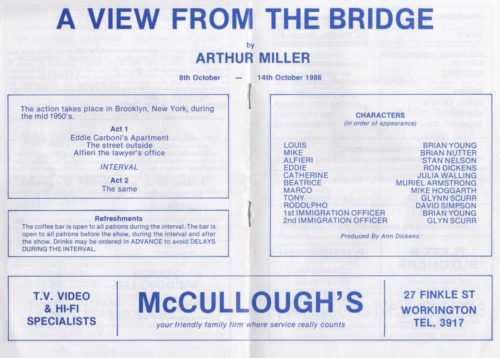 A VIEW FROM THE BRIDGE
by
ARTHUR MILLER
8th October — 14th October 1986
The action takes place in Brooklyn, New York, during
the mid 1950's.
Act 1
Eddie Carboni's Apartment
The street outside
Alfieri the lawyer's office
INTERVAL
Act 2
The same
Refreshments
The coffee bar is open to all patrons during the interval. The bar is
open to all patrons before the show, during the interval and after
the show. Drinks may be ordered in ADVANCE to avoid DELAYS
DURING THE INTERVAL.
CHARACTERS
(in order of appearance)
LOUIS BRIAN YOUNG
MIKE BRIAN NUTTER
ALFIERI STAN NELSON
EDDIE RON DICKENS
CATHERINE JULIA WALLING
BEATRICE MURIEL ARMSTRONG
MARCO MIKE HOGGARTH
TONY GLYNN SCURR
RODOLPHO DAVID SIMPSON
1st IMMIGRATION OFFICER BRIAN YOUNG
2nd IMMIGRATION OFFICER GLYN SCURR
Produced By Ann Dickens
T.V. VIDEO
& HI-FI
SPECIALISTS
McCULLOUGH'S
your friendly family firm where service really counts
27 FINKLE ST
WORKINGTON
TEL. 3917